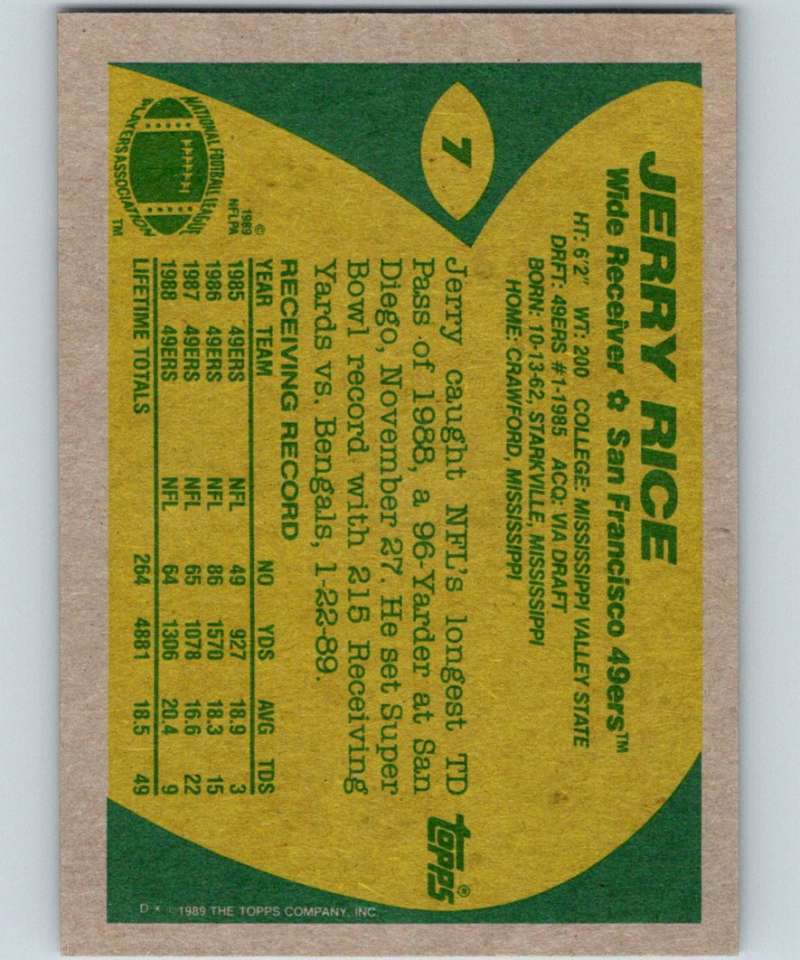 7
JERRY RICE
Wide Receiver ✿ San Francisco 49ers™
HT: 6'2" WT: 200 COLLEGE: MISSISSIPPI VALLEY STATE
DRFT: 49ERS #1-1985 ACQ: VIA DRAFT
BORN: 10-13-62, STARKVILLE, MISSISSIPPI
HOME: CRAWFORD, MISSISSIPPI
Jerry caught NFL's longest TD
Pass of 1988, a 96-Yarder at San
Diego, November 27. He set Super
Bowl record with 215 Receiving
Yards vs. Bengals, 1-22-89.
RECEIVING RECORD
YEAR TEAM NO YDS AVG TDS
1985 49ERS NFL 49 927 18.9 3
1986 49ERS NFL 86 1570 18.3 15
1987 49ERS NFL 65 1078 16.6 22
1988 49ERS NFL 64 1306 20.4 9
LIFETIME TOTALS 264 4881 18.5 49
©
1989
NFLPA
NATIONAL FOOTBALL LEAGUE
PLAYERS ASSOCIATION
TM
TOPPS®
D * © 1989 THE TOPPS COMPANY, INC.